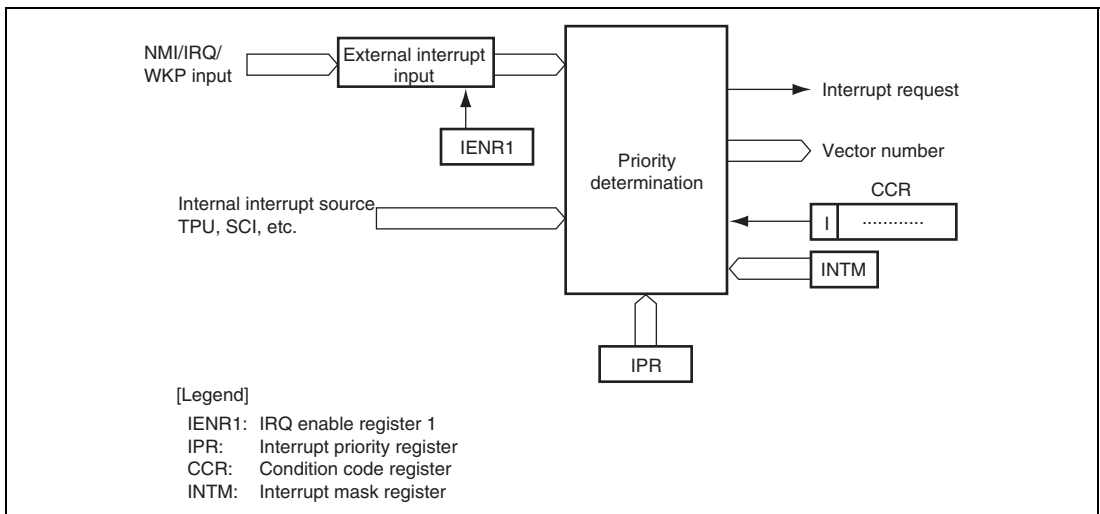 NMI/IRQ/
WKP input
External interrupt
input
IENR1
Internal interrupt source
TPU, SCI, etc.
Priority
determination
Interrupt request
Vector number
CCR
I ............
INTM
IPR
[Legend]
IENR1: IRQ enable register 1
IPR: Interrupt priority register
CCR: Condition code register
INTM: Interrupt mask register